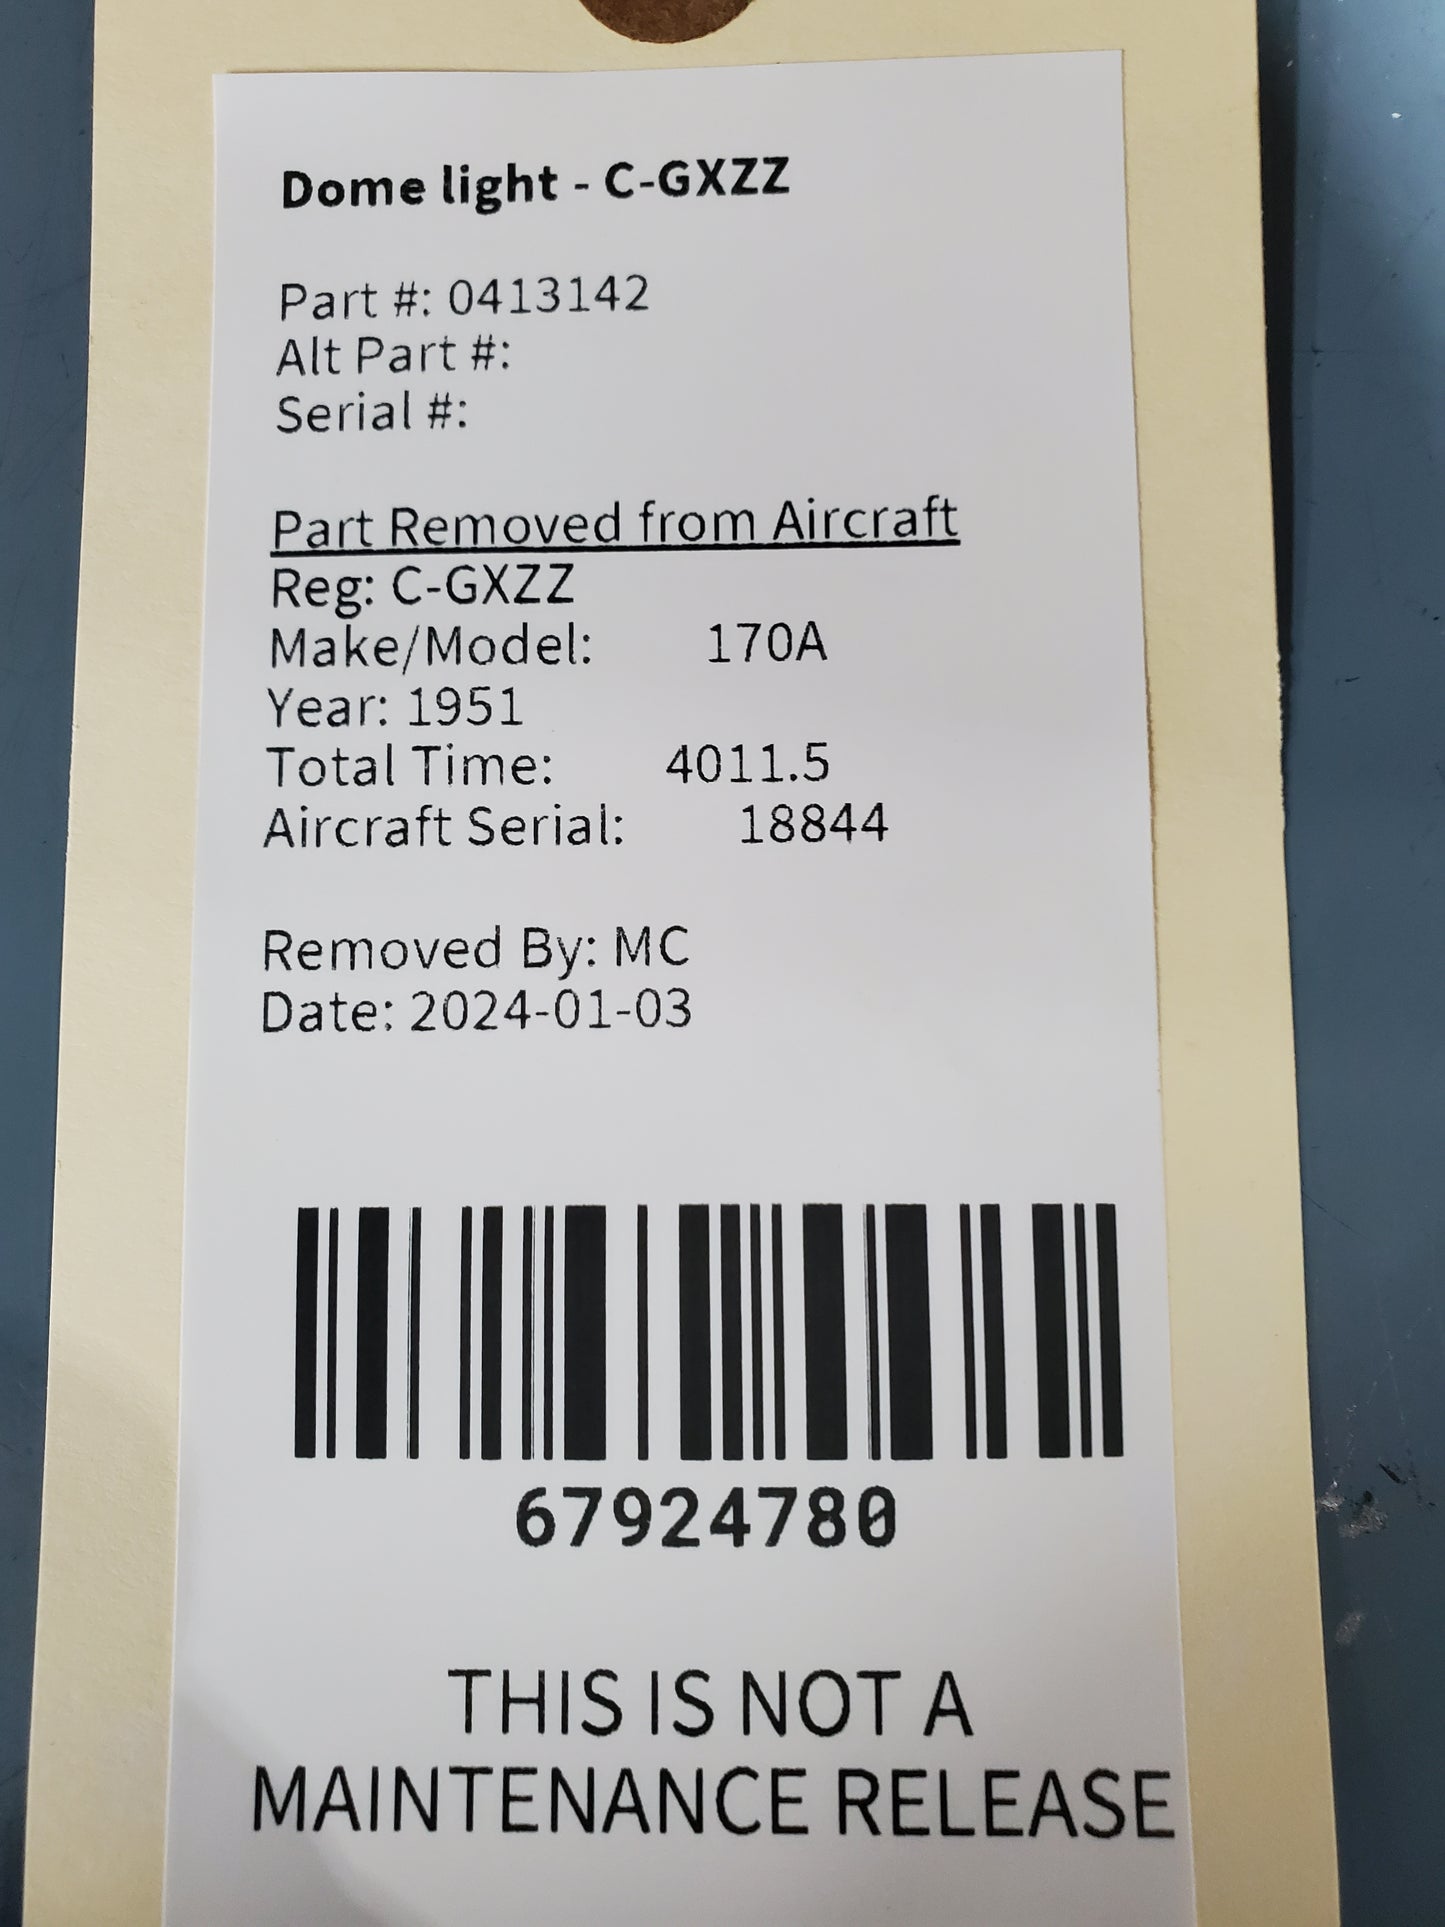 Dome light - C-GXZZ
Part #: 0413142
Alt Part #:
Serial #:
Part Removed from Aircraft
Reg: C-GXZZ
Make/Model: 170A
Year: 1951
Total Time: 4011.5
Aircraft Serial: 18844
Removed By: MC
Date: 2024-01-03
67924780
THIS IS NOT A
MAINTENANCE RELEASE